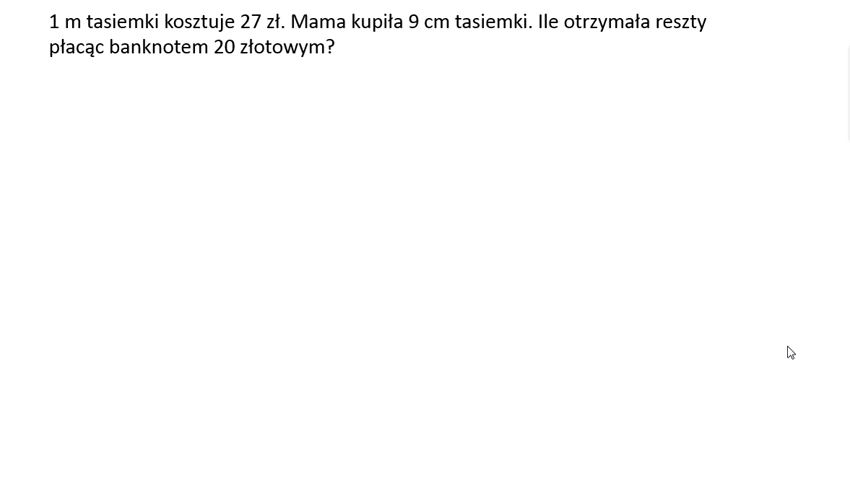 1 m tasiemki kosztuje 27 zł. Mama kupiła 9 cm tasiemki. Ile otrzymała reszty
płacąc banknotem 20 złotowym?